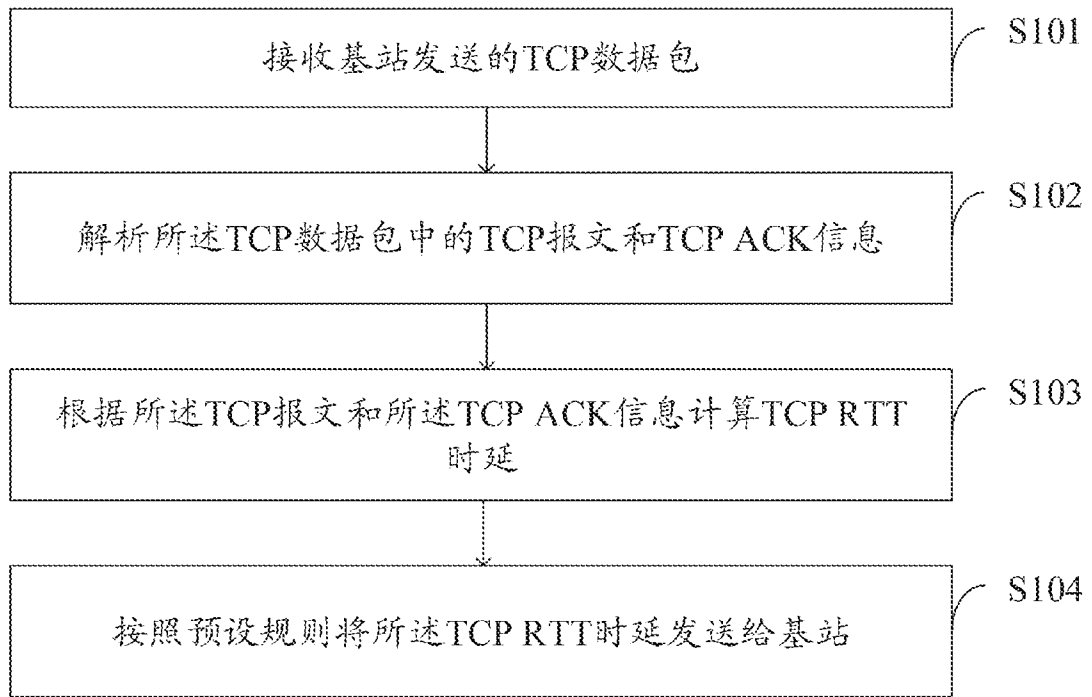 接收基站发送的TCP数据包
S101
解析所述TCP数据包中的TCP报文和TCP ACK信息
S102
根据所述TCP报文和所述TCP ACK信息计算TCP RTT
时延
S103
按照预设规则将所述TCP RTT时延发送给基站
S104